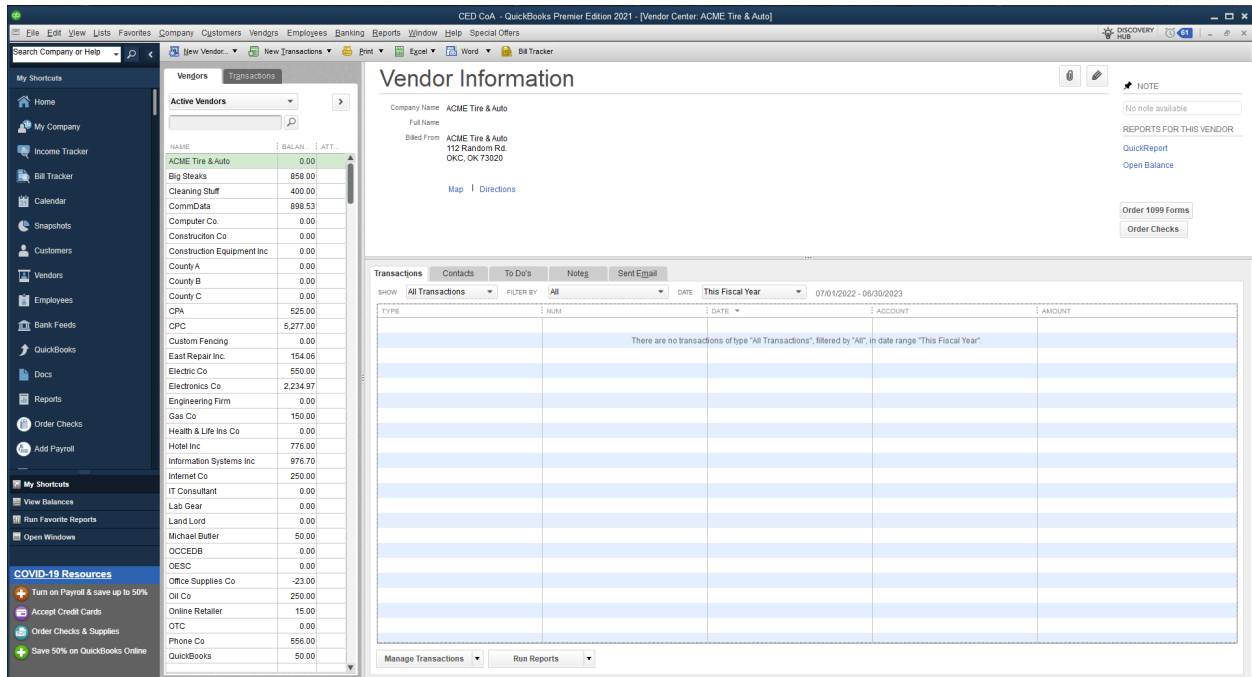 CED CoA - QuickBooks Premier Edition 2021 - [Vendor Center: ACME Tire & Auto]
File Edit View Lists Favorites Company Customers Vendors Employees Banking Reports Window Help Special Offers
DISCOVERY HUB 61
Search Company or Help
New Vendor... New Transactions Print Excel Word Bill Tracker
My Shortcuts
Home
My Company
Income Tracker
Bill Tracker
Calendar
Snapshots
Customers
Vendors
Employees
Bank Feeds
QuickBooks
Docs
Reports
Order Checks
Add Payroll
My Shortcuts
View Balances
Run Favorite Reports
Open Windows
COVID-19 Resources
Turn on Payroll & save up to 50%
Accept Credit Cards
Order Checks & Supplies
Save 50% on QuickBooks Online
Vendors Transactions
Active Vendors
NAME BALAN... ATT...
ACME Tire & Auto 0.00
Big Steaks 858.00
Cleaning Stuff 400.00
CommData 898.53
Computer Co. 0.00
Construciton Co 0.00
Construction Equipment Inc 0.00
County A 0.00
County B 0.00
County C 0.00
CPA 525.00
CPC 5,277.00
Custom Fencing 0.00
East Repair Inc. 154.06
Electric Co 550.00
Electronics Co 2,234.97
Engineering Firm 0.00
Gas Co 150.00
Health & Life Ins Co 0.00
Hotel Inc 776.00
Information Systems Inc 976.70
Internet Co 250.00
IT Consultant 0.00
Lab Gear 0.00
Land Lord 0.00
Michael Butler 50.00
OCCEDB 0.00
OESC 0.00
Office Supplies Co -23.00
Oil Co 250.00
Online Retailer 15.00
OTC 0.00
Phone Co 556.00
QuickBooks 50.00
Vendor Information
Company Name ACME Tire & Auto
Full Name
Billed From ACME Tire & Auto
112 Random Rd.
OKC, OK 73020
Map | Directions
NOTE
No note available
REPORTS FOR THIS VENDOR
QuickReport
Open Balance
Order 1099 Forms
Order Checks
Transactions Contacts To Do's Notes Sent Email
SHOW All Transactions FILTER BY All DATE This Fiscal Year 07/01/2022 - 06/30/2023
TYPE NUM DATE ACCOUNT AMOUNT
There are no transactions of type "All Transactions", filtered by "All", in date range "This Fiscal Year".
Manage Transactions Run Reports